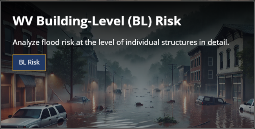 WV Building-Level (BL) Risk
Analyze flood risk at the level of individual structures in detail.
BL Risk